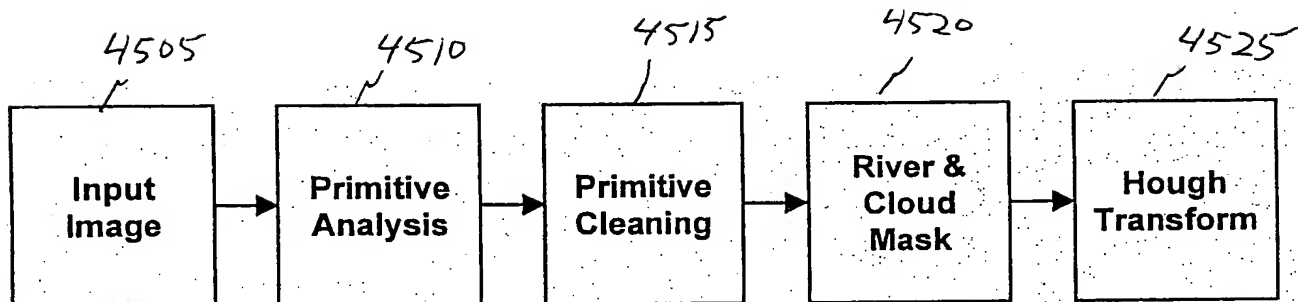 4505 4510 4515 4520 4525
Input
Image
Primitive
Analysis
Primitive
Cleaning
River &
Cloud
Mask
Hough
Transform